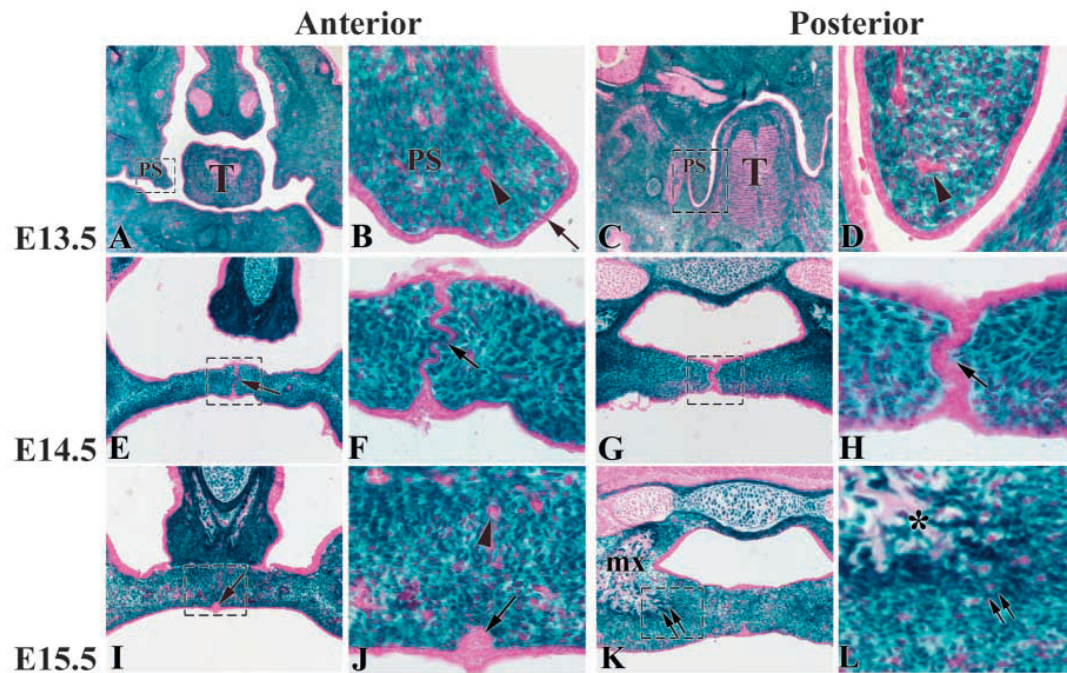 Anterior Posterior
PS T PS PS T
E13.5 A B C D
E14.5 E F G H
mx *
E15.5 I J K L